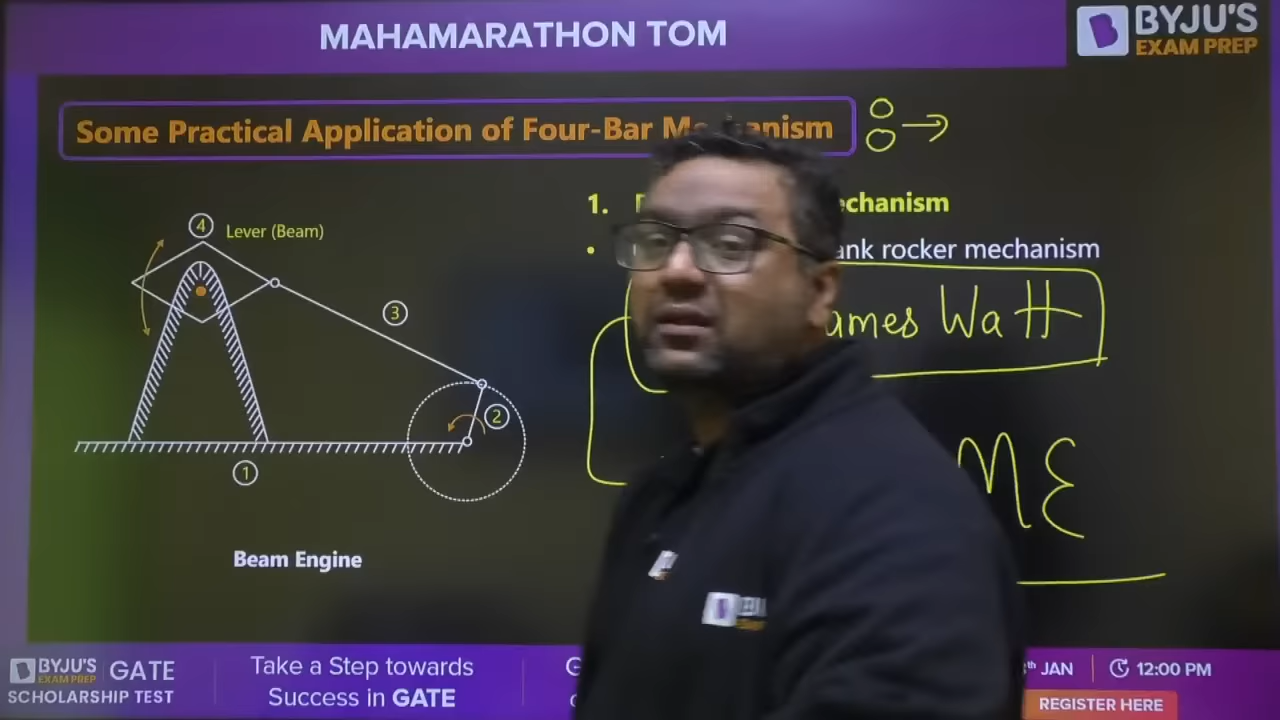 MAHAMARATHON TOM
BYJU'S
EXAM PREP
Some Practical Application of Four-Bar
1.
echanism
ank rocker mechanism
ames Watt
ME
4
Lever (Beam)
3
2
1
Beam Engine
BYJU'S
EXAM PREP
GATE
SCHOLARSHIP TEST
Take a Step towards
Success in GATE
th JAN
12:00 PM
REGISTER HERE